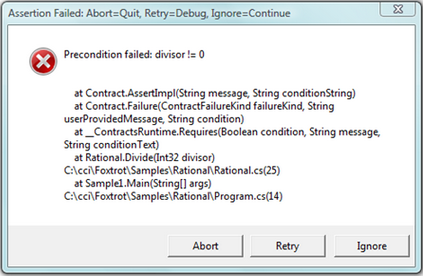 Assertion Failed: Abort=Quit, Retry=Debug, Ignore=Continue
Precondition failed: divisor != 0
at Contract.AssertImpl(String message, String conditionString)
at Contract.Failure(ContractFailureKind failureKind, String
userProvidedMessage, String condition)
at __ContractsRuntime.Requires(Boolean condition, String message,
String conditionText)
at Rational.Divide(Int32 divisor)
C:\cci\Foxtrot\Samples\Rational\Rational.cs(25)
at Sample1.Main(String[] args)
C:\cci\Foxtrot\Samples\Rational\Program.cs(14)
Abort Retry Ignore